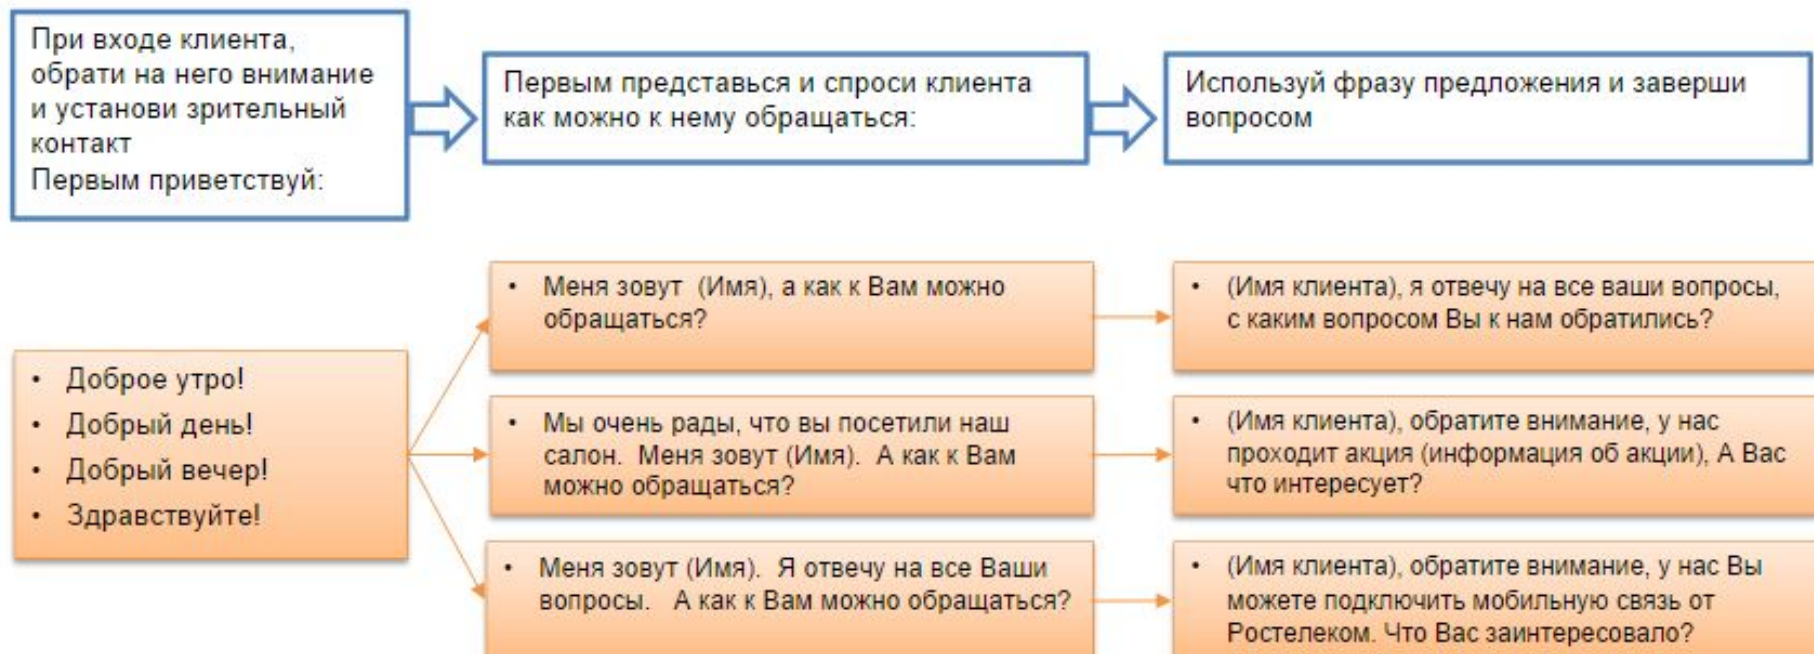 При входе клиента,
обрати на него внимание
и установи зрительный
контакт
Первым приветствуй:
Первым представься и спроси клиента
как можно к нему обращаться:
Используй фразу предложения и заверши
вопросом
• Доброе утро!
• Добрый день!
• Добрый вечер!
• Здравствуйте!
• Меня зовут (Имя), а как к Вам можно
обращаться?
• (Имя клиента), я отвечу на все ваши вопросы,
с каким вопросом Вы к нам обратились?
• Мы очень рады, что вы посетили наш
салон. Меня зовут (Имя). А как к Вам
можно обращаться?
• (Имя клиента), обратите внимание, у нас
проходит акция (информация об акции), А Вас
что интересует?
• Меня зовут (Имя). Я отвечу на все Ваши
вопросы. А как к Вам можно обращаться?
• (Имя клиента), обратите внимание, у нас Вы
можете подключить мобильную связь от
Ростелеком. Что Вас заинтересовало?